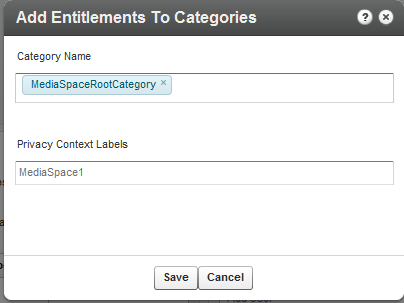 Add Entitlements To Categories ? ×
Category Name
MediaSpaceRootCategory ×
Privacy Context Labels
MediaSpace1
Save Cancel